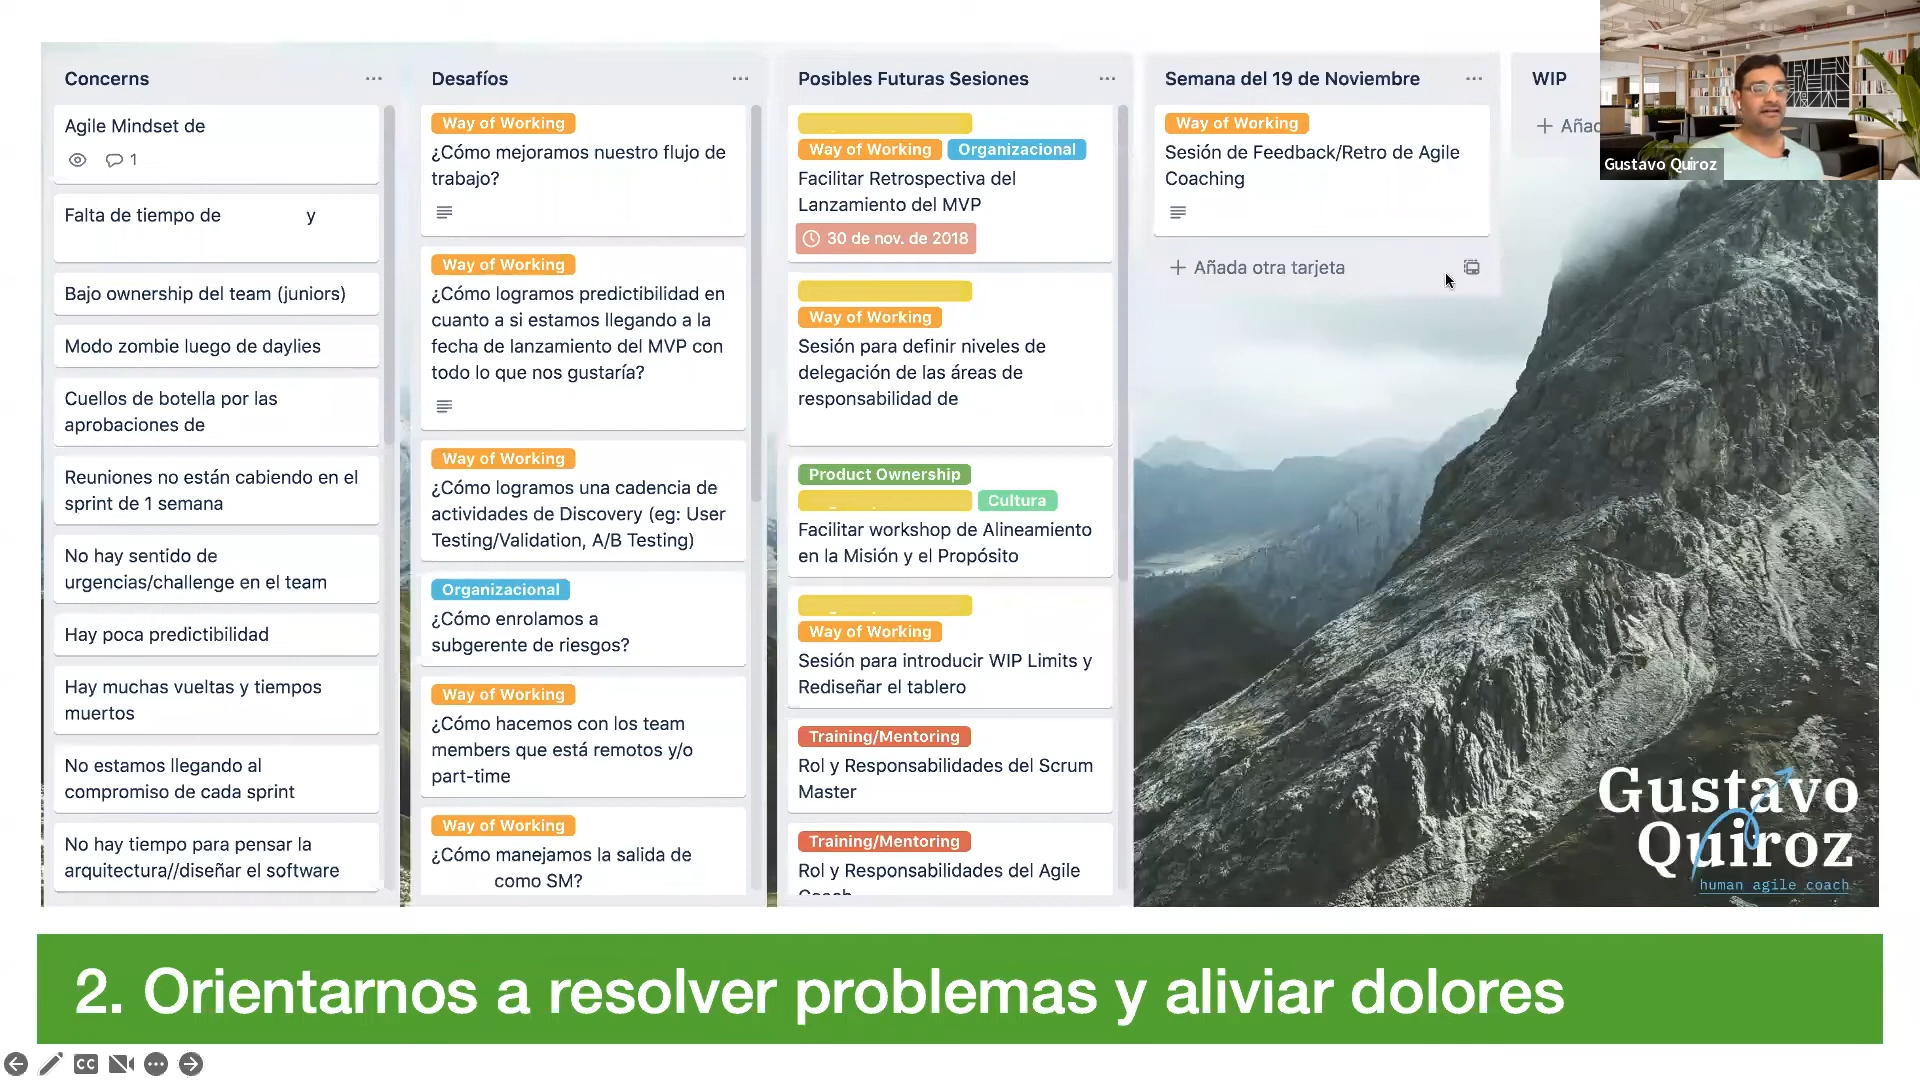 Concerns
Agile Mindset de
1
Falta de tiempo de y
Bajo ownership del team (juniors)
Modo zombie luego de daylies
Cuellos de botella por las
aprobaciones de
Reuniones no están cabiendo en el
sprint de 1 semana
No hay sentido de
urgencias/challenge en el team
Hay poca predictibilidad
Hay muchas vueltas y tiempos
muertos
No estamos llegando al
compromiso de cada sprint
No hay tiempo para pensar la
arquitectura//diseñar el software
Desafíos
Way of Working
¿Cómo mejoramos nuestro flujo de
trabajo?
Way of Working
¿Cómo logramos predictibilidad en
cuanto a si estamos llegando a la
fecha de lanzamiento del MVP con
todo lo que nos gustaría?
Way of Working
¿Cómo logramos una cadencia de
actividades de Discovery (eg: User
Testing/Validation, A/B Testing)
Organizacional
¿Cómo enrolamos a
subgerente de riesgos?
Way of Working
¿Cómo hacemos con los team
members que está remotos y/o
part-time
Way of Working
¿Cómo manejamos la salida de
como SM?
Posibles Futuras Sesiones
Way of Working Organizacional
Facilitar Retrospectiva del
Lanzamiento del MVP
30 de nov. de 2018
Way of Working
Sesión para definir niveles de
delegación de las áreas de
responsabilidad de
Product Ownership
Cultura
Facilitar workshop de Alineamiento
en la Misión y el Propósito
Way of Working
Sesión para introducir WIP Limits y
Rediseñar el tablero
Training/Mentoring
Rol y Responsabilidades del Scrum
Master
Training/Mentoring
Rol y Responsabilidades del Agile
Semana del 19 de Noviembre
Way of Working
Sesión de Feedback/Retro de Agile
Coaching
+ Añada otra tarjeta
WIP
Gustavo Quiroz
Gustavo
Quiroz
human agile coach
2. Orientarnos a resolver problemas y aliviar dolores
CC